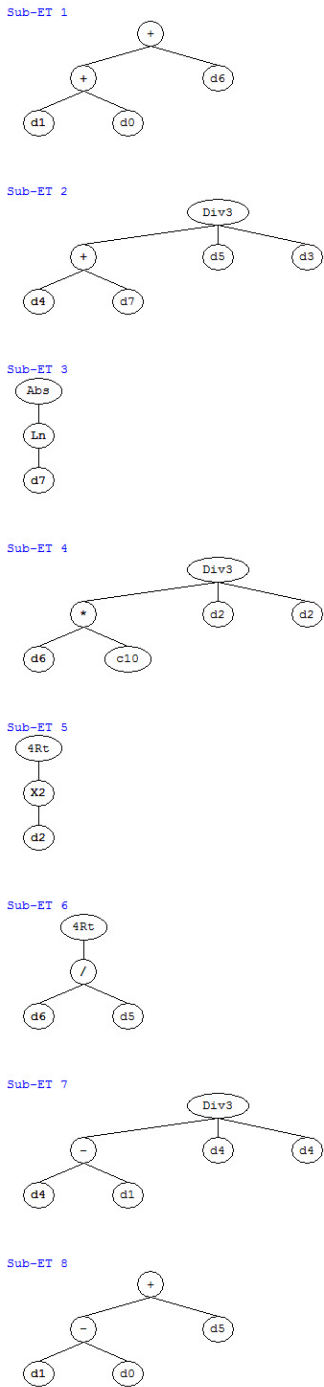 Sub-ET 1
+
+ d6
d1 d0
Sub-ET 2
Div3
+ d5 d3
d4 d7
Sub-ET 3
Abs
Ln
d7
Sub-ET 4
Div3
* d2 d2
d6 c10
Sub-ET 5
4Rt
X2
d2
Sub-ET 6
4Rt
/
d6 d5
Sub-ET 7
Div3
- d4 d4
d4 d1
Sub-ET 8
+
- d5
d1 d0